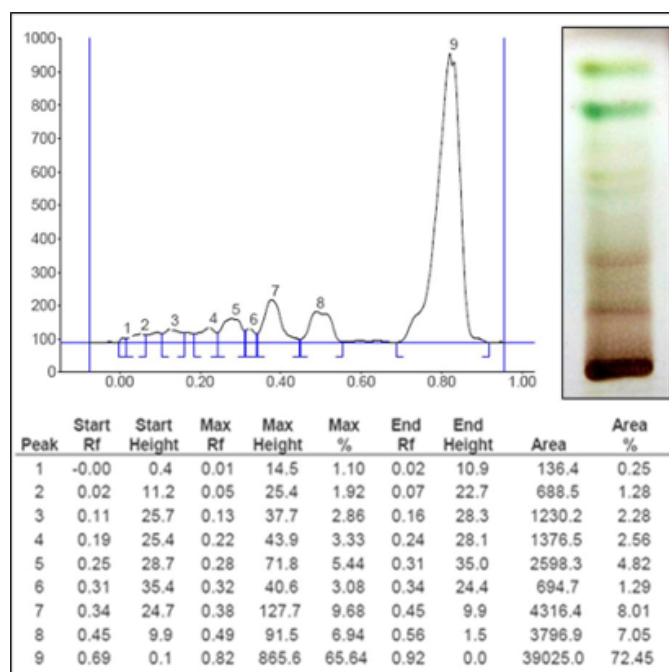 1000
900
800
700
600
500
400
300
200
100
0
1 2 3 4 5 6 7 8 9
0.00 0.20 0.40 0.60 0.80 1.00
Start Start Max Max Max End End Area
Peak Rf Height Rf Height % Rf Height Area %
1 -0.00 0.4 0.01 14.5 1.10 0.02 10.9 136.4 0.25
2 0.02 11.2 0.05 25.4 1.92 0.07 22.7 688.5 1.28
3 0.11 25.7 0.13 37.7 2.86 0.16 28.3 1230.2 2.28
4 0.19 25.4 0.22 43.9 3.33 0.24 28.1 1376.5 2.56
5 0.25 28.7 0.28 71.8 5.44 0.31 35.0 2598.3 4.82
6 0.31 35.4 0.32 40.6 3.08 0.34 24.4 694.7 1.29
7 0.34 24.7 0.38 127.7 9.68 0.45 9.9 4316.4 8.01
8 0.45 9.9 0.49 91.5 6.94 0.56 1.5 3796.9 7.05
9 0.69 0.1 0.82 865.6 65.64 0.92 0.0 39025.0 72.45